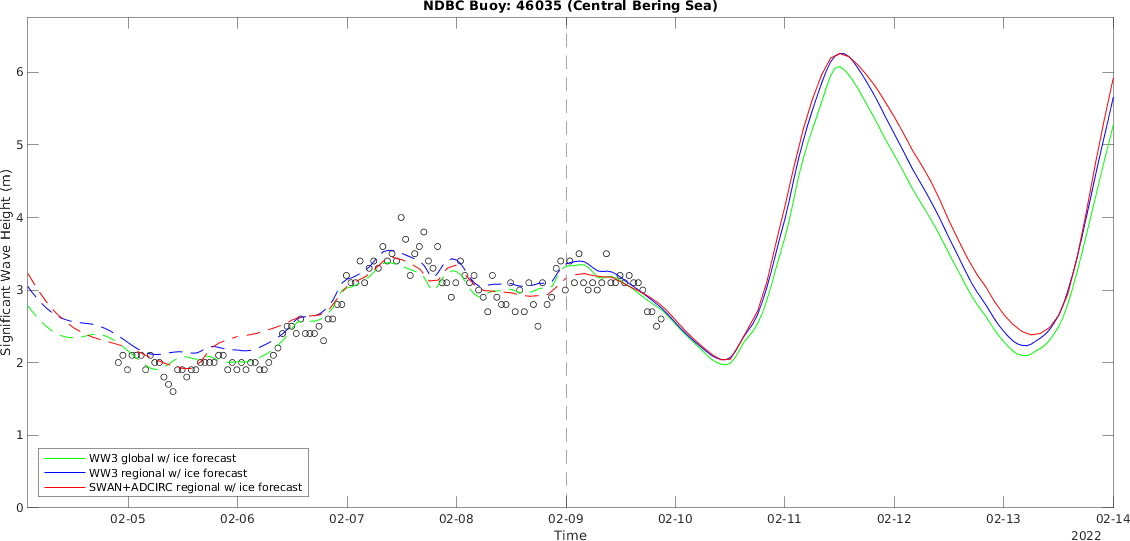 NDBC Buoy: 46035 (Central Bering Sea)
6
5
4
3
2
1
0
Significant Wave Height (m)
WW3 global w/ ice forecast
WW3 regional w/ ice forecast
SWAN+ADCIRC regional w/ ice forecast
02-05 02-06 02-07 02-08 02-09 02-10 02-11 02-12 02-13 02-14
Time
2022